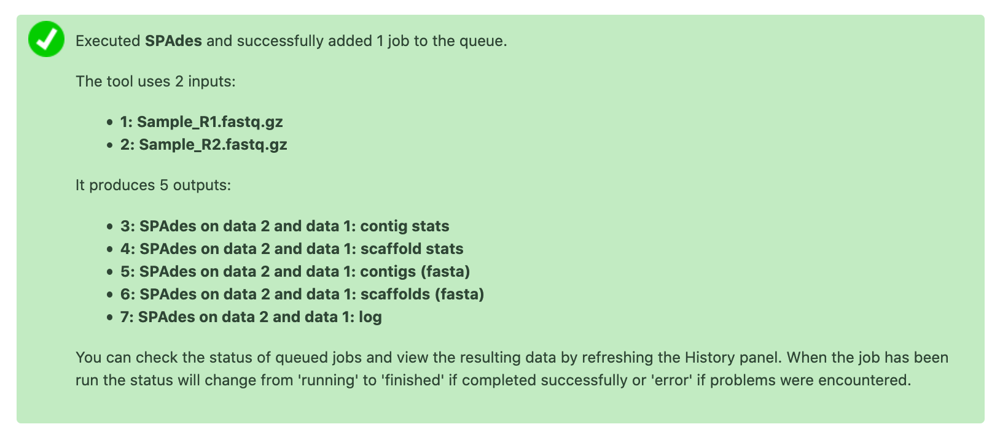 Executed SPAdes and successfully added 1 job to the queue.
The tool uses 2 inputs:
• 1: Sample_R1.fastq.gz
• 2: Sample_R2.fastq.gz
It produces 5 outputs:
• 3: SPAdes on data 2 and data 1: contig stats
• 4: SPAdes on data 2 and data 1: scaffold stats
• 5: SPAdes on data 2 and data 1: contigs (fasta)
• 6: SPAdes on data 2 and data 1: scaffolds (fasta)
• 7: SPAdes on data 2 and data 1: log
You can check the status of queued jobs and view the resulting data by refreshing the History panel. When the job has been
run the status will change from 'running' to 'finished' if completed successfully or 'error' if problems were encountered.